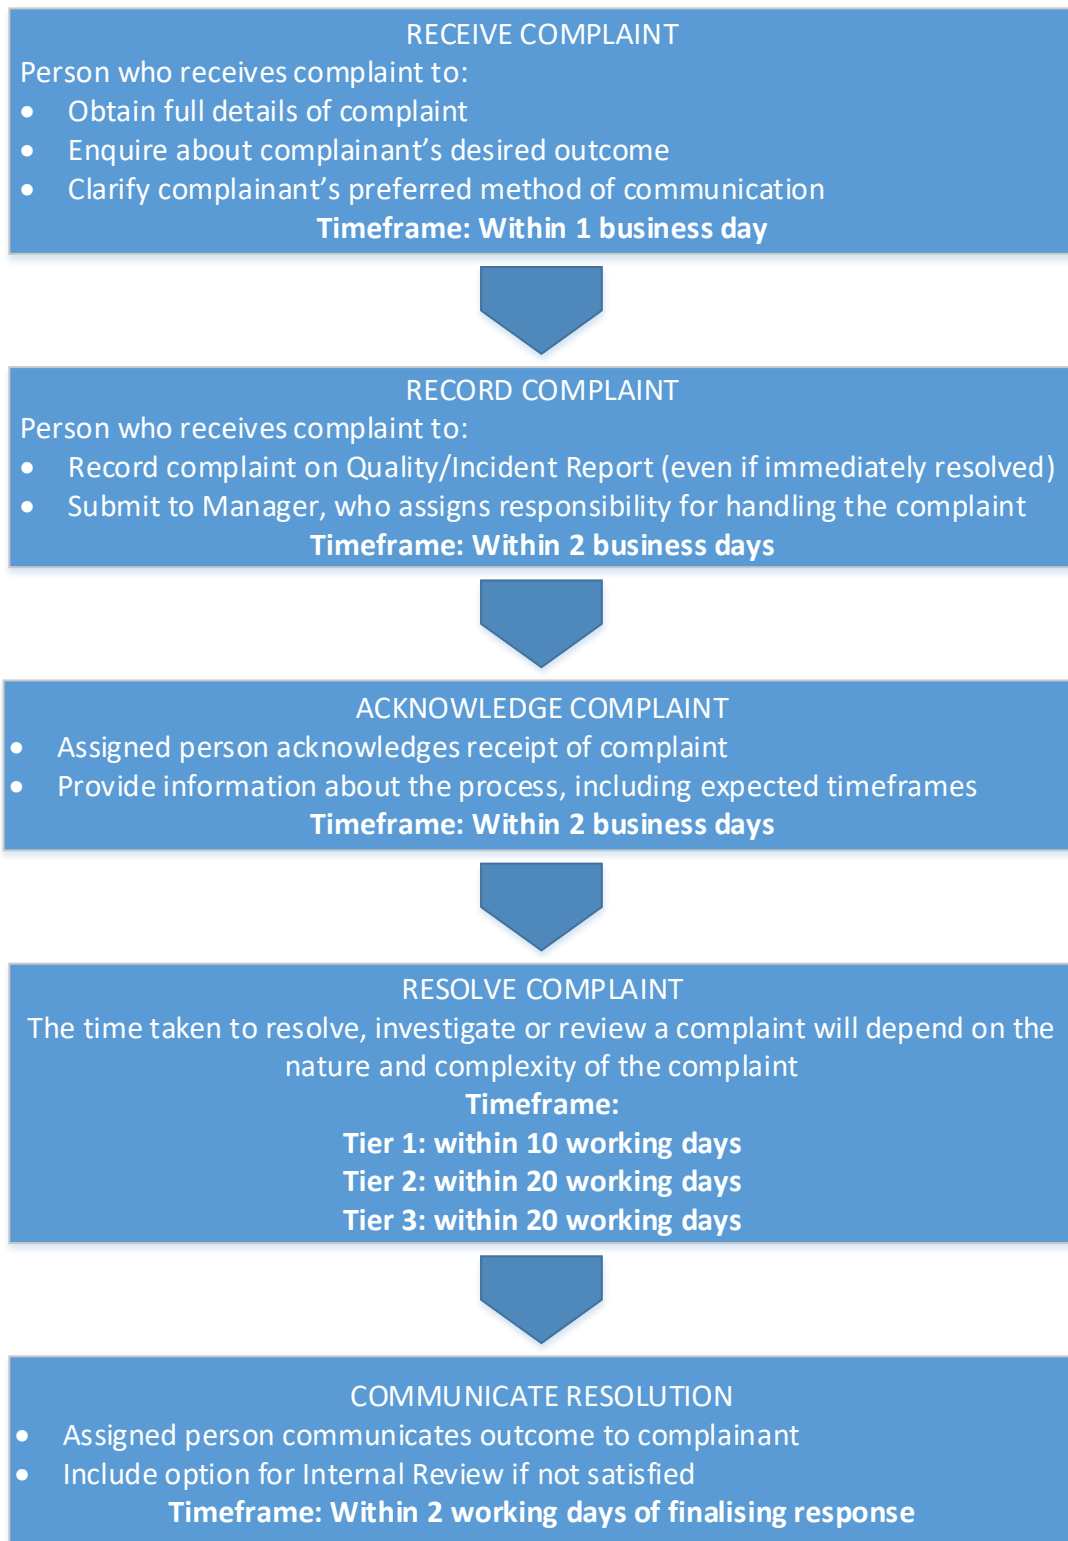 RECEIVE COMPLAINT
Person who receives complaint to:
• Obtain full details of complaint
• Enquire about complainant's desired outcome
• Clarify complainant's preferred method of communication
Timeframe: Within 1 business day
RECORD COMPLAINT
Person who receives complaint to:
• Record complaint on Quality/Incident Report (even if immediately resolved)
• Submit to Manager, who assigns responsibility for handling the complaint
Timeframe: Within 2 business days
ACKNOWLEDGE COMPLAINT
• Assigned person acknowledges receipt of complaint
• Provide information about the process, including expected timeframes
Timeframe: Within 2 business days
RESOLVE COMPLAINT
The time taken to resolve, investigate or review a complaint will depend on the
nature and complexity of the complaint
Timeframe:
Tier 1: within 10 working days
Tier 2: within 20 working days
Tier 3: within 20 working days
COMMUNICATE RESOLUTION
• Assigned person communicates outcome to complainant
• Include option for Internal Review if not satisfied
Timeframe: Within 2 working days of finalising response